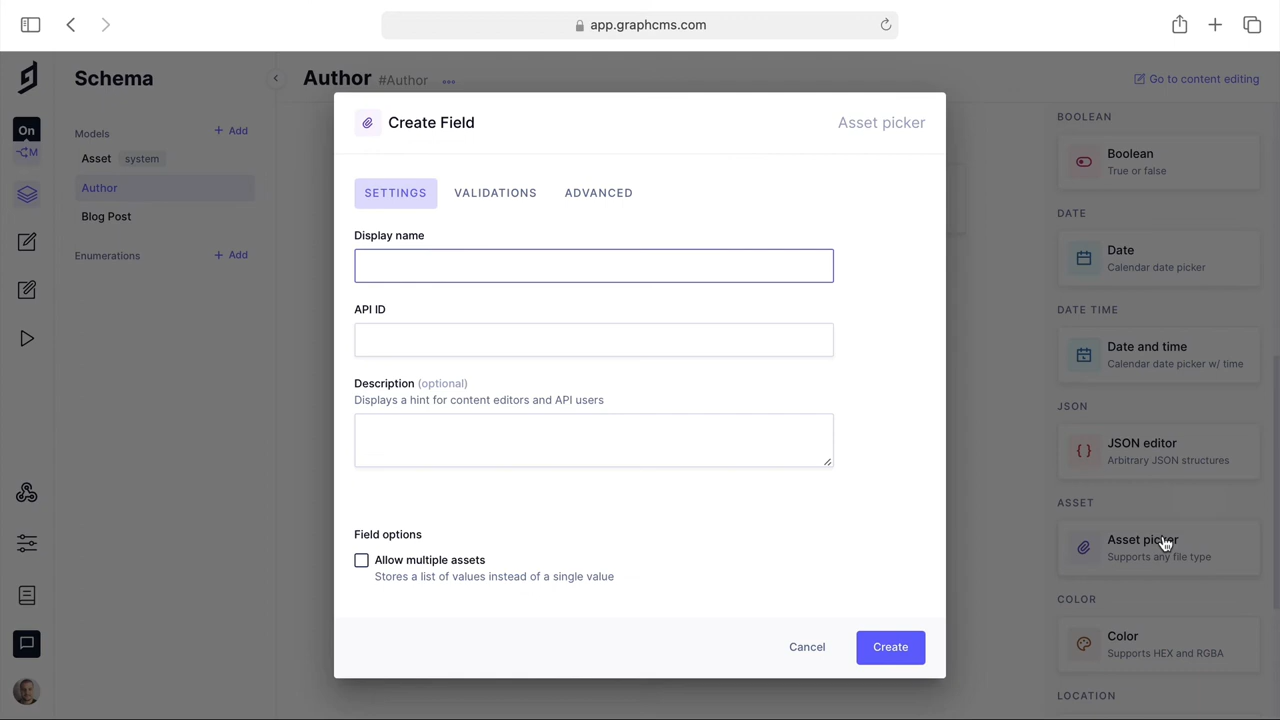 app.graphcms.com
Schema
Author #Author
Go to content editing
On
M
Models
Add
Asset system
Author
Blog Post
Enumerations
Add
Create Field
Asset picker
SETTINGS
VALIDATIONS
ADVANCED
Display name
API ID
Description (optional)
Displays a hint for content editors and API users
Field options
Allow multiple assets
Stores a list of values instead of a single value
Cancel
Create
BOOLEAN
Boolean
True or false
DATE
Date
Calendar date picker
DATE TIME
Date and time
Calendar date picker w/ time
JSON
{ } JSON editor
Arbitrary JSON structures
ASSET
Asset picker
Supports any file type
COLOR
Color
Supports HEX and RGBA
LOCATION